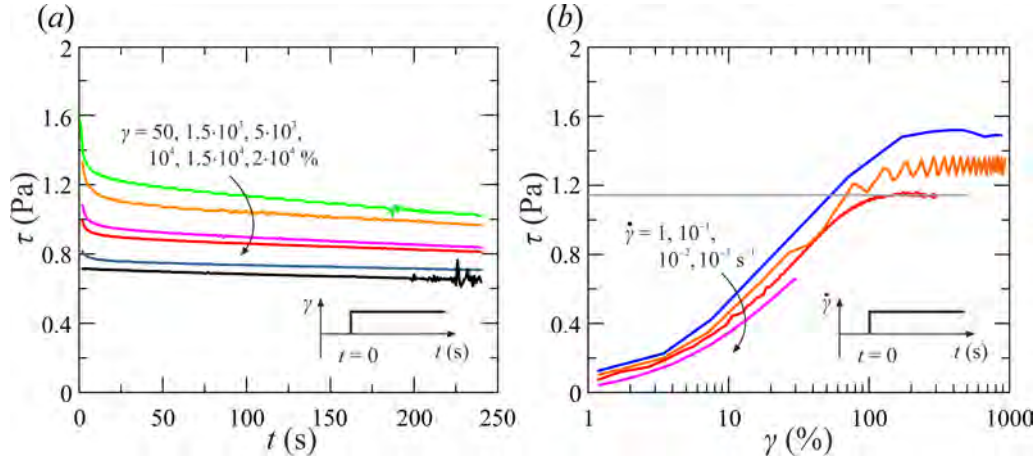 (a)
2
1.6
1.2
0.8
0.4
0
τ (Pa)
γ = 50, 1.5·10³, 5·10³,
10⁴, 1.5·10⁴, 2·10⁴ %
γ
t = 0
t (s)
0 50 100 150 200 250
t (s)
(b)
2
1.6
1.2
0.8
0.4
0
τ (Pa)
γ̇ = 1, 10⁻¹,
10⁻², 10⁻³ s⁻¹
γ̇
t = 0
t (s)
1 10 100 1000
γ (%)